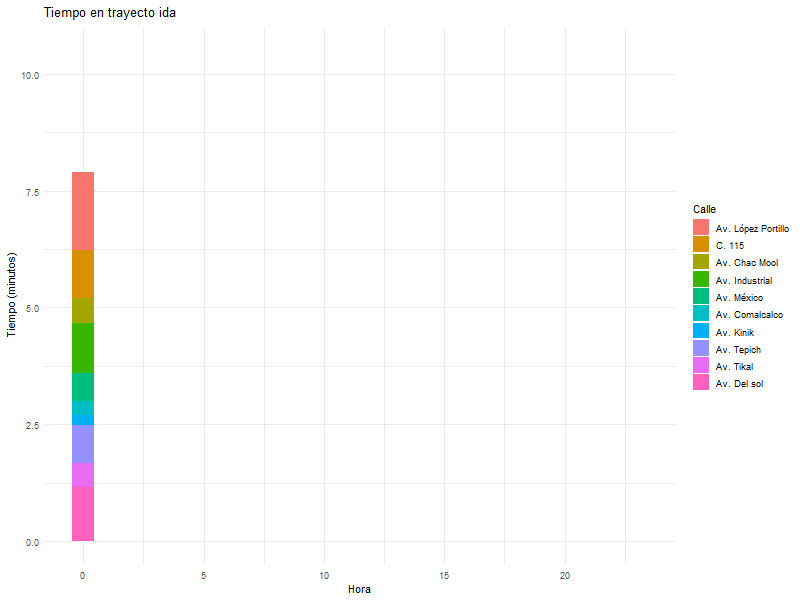 Tiempo en trayecto ida
10.0
7.5
5.0
2.5
0.0
Tiempo (minutos)
0 5 10 15 20
Hora
Calle
Av. López Portillo
C. 115
Av. Chac Mool
Av. Industrial
Av. México
Av. Comalcalco
Av. Kinik
Av. Tepich
Av. Tikal
Av. Del sol